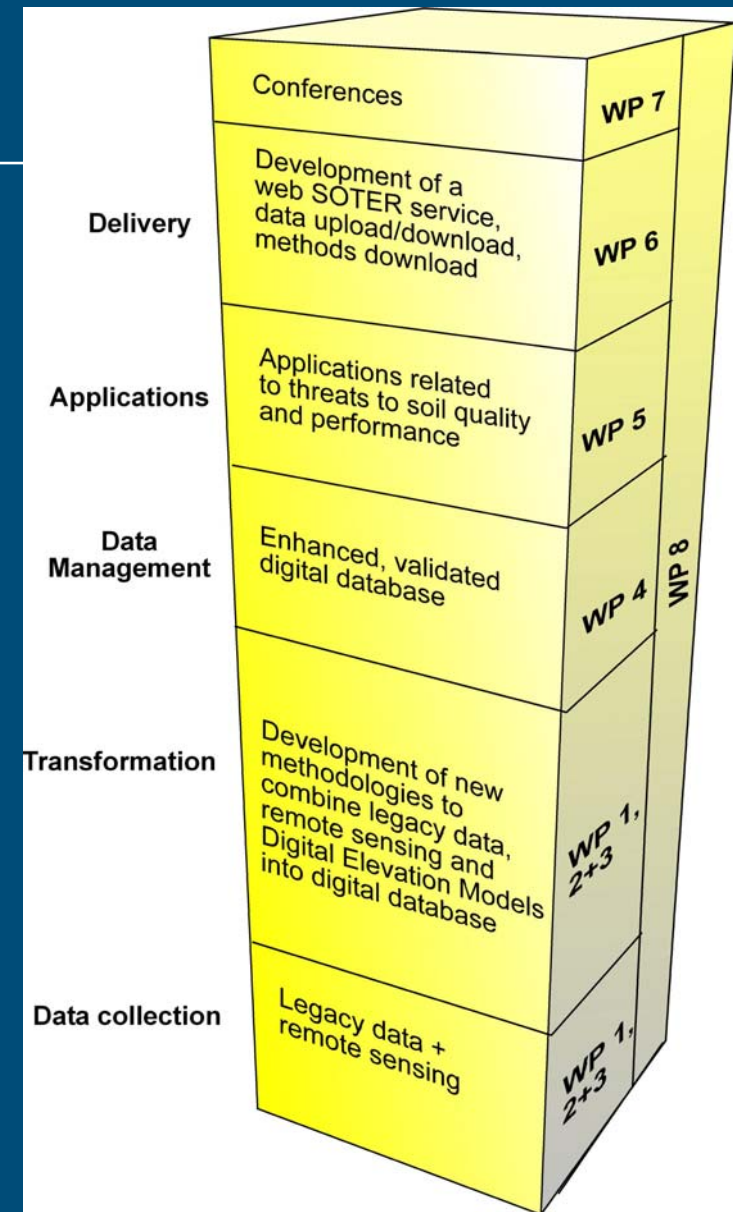 Conferences
WP 7
Delivery
Development of a
web SOTER service,
data upload/download,
methods download
WP 6
Applications
Applications related
to threats to soil quality
and performance
WP 5
Data
Management
Enhanced, validated
digital database
WP 4
WP 8
Transformation
Development of new
methodologies to
combine legacy data,
remote sensing and
Digital Elevation Models
into digital database
WP 1,
2+3
Data collection
Legacy data +
remote sensing
WP 1,
2+3